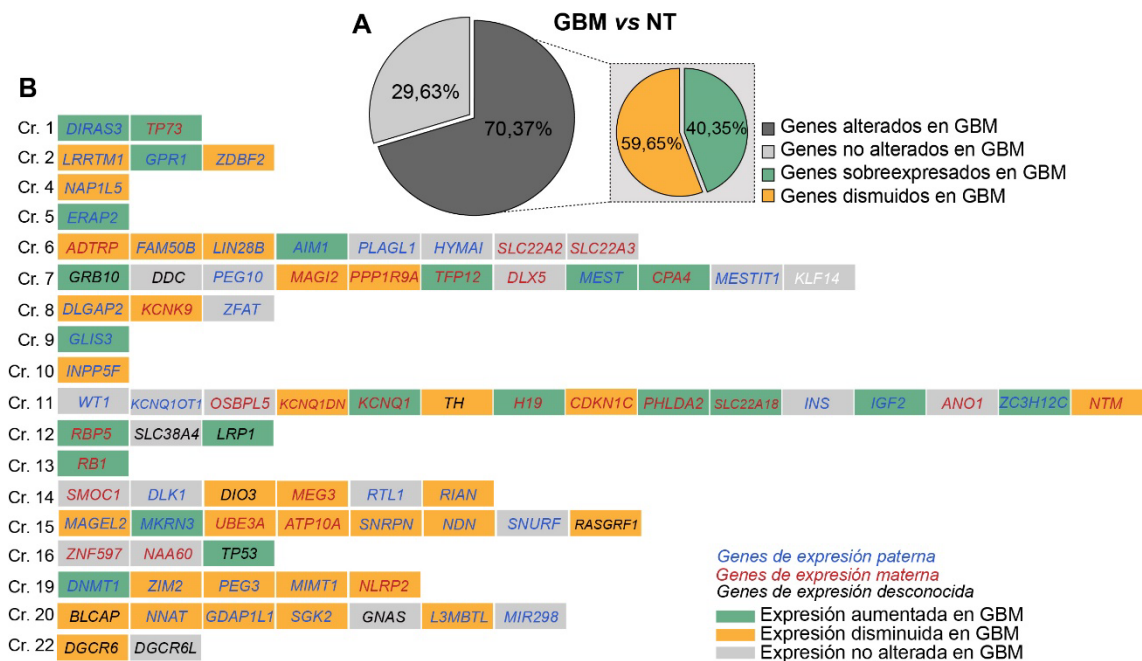 A
GBM vs NT
29,63%
70,37%
59,65%
40,35%
Genes alterados en GBM
Genes no alterados en GBM
Genes sobreexpresados en GBM
Genes dismuidos en GBM
B
Cr. 1 DIRAS3 TP73
Cr. 2 LRRTM1 GPR1 ZDBF2
Cr. 4 NAP1L5
Cr. 5 ERAP2
Cr. 6 ADTRP FAM50B LIN28B AIM1 PLAGL1 HYMAI SLC22A2 SLC22A3
Cr. 7 GRB10 DDC PEG10 MAGI2 PPP1R9A TFP12 DLX5 MEST CPA4 MESTIT1 KLF14
Cr. 8 DLGAP2 KCNK9 ZFAT
Cr. 9 GLIS3
Cr. 10 INPP5F
Cr. 11 WT1 KCNQ1OT1 OSBPL5 KCNQ1DN KCNQ1 TH H19 CDKN1C PHLDA2 SLC22A18 INS IGF2 ANO1 ZC3H12C NTM
Cr. 12 RBP5 SLC38A4 LRP1
Cr. 13 RB1
Cr. 14 SMOC1 DLK1 DIO3 MEG3 RTL1 RIAN
Cr. 15 MAGEL2 MKRN3 UBE3A ATP10A SNRPN NDN SNURF RASGRF1
Cr. 16 ZNF597 NAA60 TP53
Cr. 19 DNMT1 ZIM2 PEG3 MIMT1 NLRP2
Cr. 20 BLCAP NNAT GDAP1L1 SGK2 GNAS L3MBTL MIR298
Cr. 22 DGCR6 DGCR6L
Genes de expresión paterna
Genes de expresión materna
Genes de expresión desconocida
Expresión aumentada en GBM
Expresión disminuida en GBM
Expresión no alterada en GBM